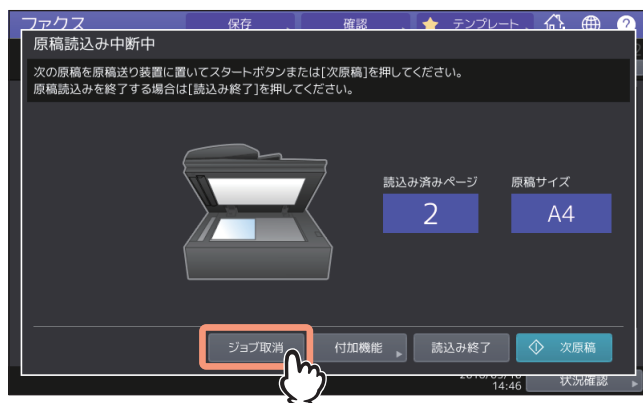 ファクス 保存 確認 テンプレート ?
原稿読込み中断中
次の原稿を原稿送り装置に置いてスタートボタンまたは[次原稿]を押してください。
原稿読込みを終了する場合は[読込み終了]を押してください。
読込み済みページ 原稿サイズ
2 A4
ジョブ取消 付加機能 読込み終了 次原稿
14:46 状況確認